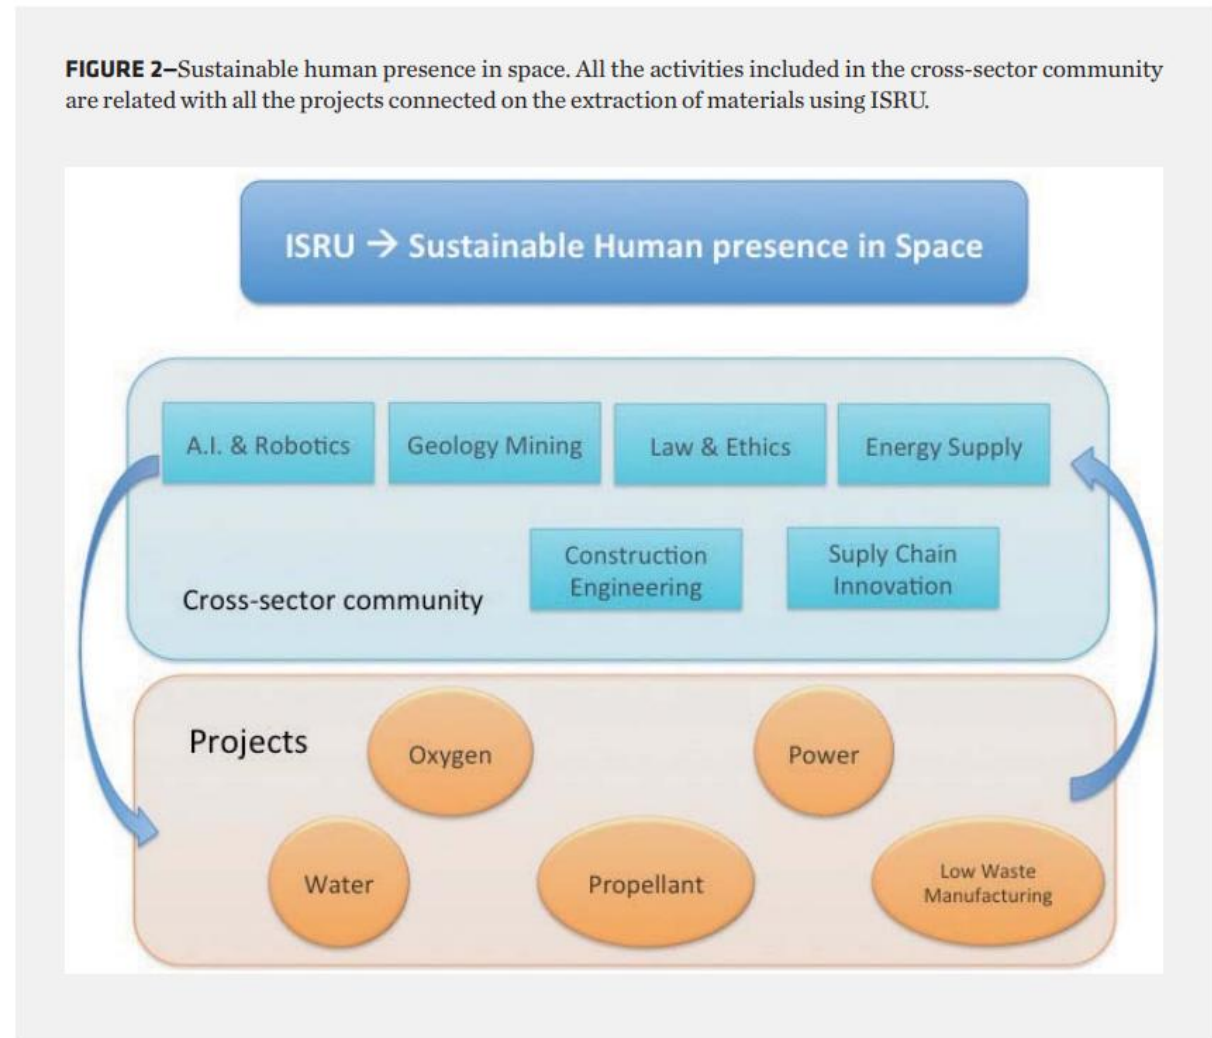 FIGURE 2—Sustainable human presence in space. All the activities included in the cross-sector community
are related with all the projects connected on the extraction of materials using ISRU.
ISRU → Sustainable Human presence in Space
A.I. & Robotics
Geology Mining
Law & Ethics
Energy Supply
Construction
Engineering
Suply Chain
Innovation
Cross-sector community
Projects
Oxygen
Power
Water
Propellant
Low Waste
Manufacturing